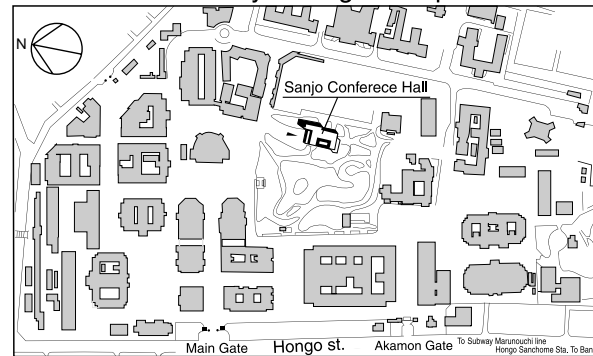 N
Sanjo Conferece Hall
Main Gate
Hongo st.
Akamon Gate
To Subway Marunouchi line
Hongo Sanchome Sta. To Ban